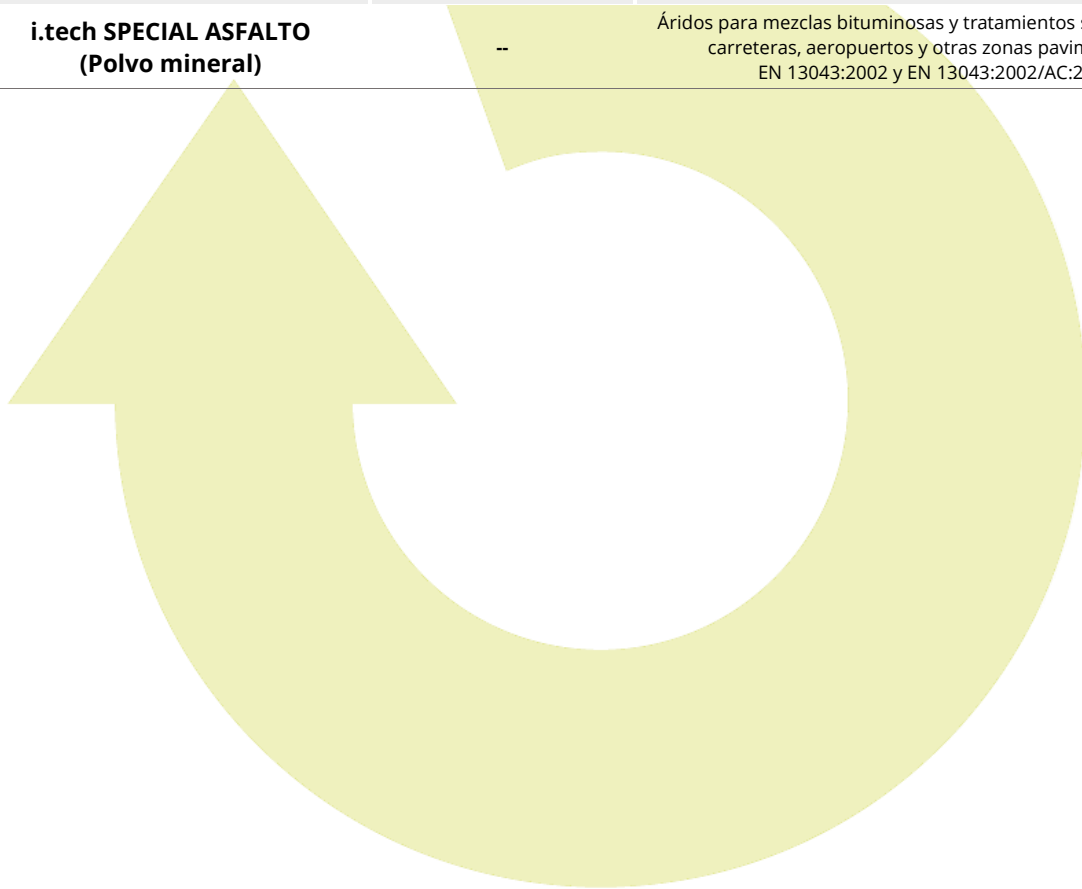 i.tech SPECIAL ASFALTO
(Polvo mineral)
--
Áridos para mezclas bituminosas y tratamientos
carreteras, aeropuertos y otras zonas
EN 13043:2002 y EN 13043:2002/AC:2